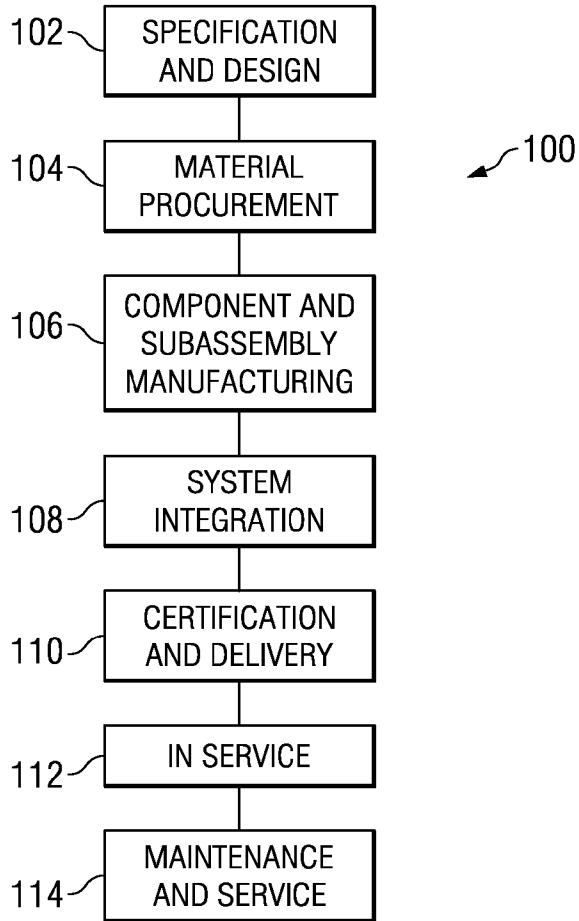 102
SPECIFICATION
AND DESIGN
100
104
MATERIAL
PROCUREMENT
106
COMPONENT AND
SUBASSEMBLY
MANUFACTURING
108
SYSTEM
INTEGRATION
110
CERTIFICATION
AND DELIVERY
112
IN SERVICE
114
MAINTENANCE
AND SERVICE